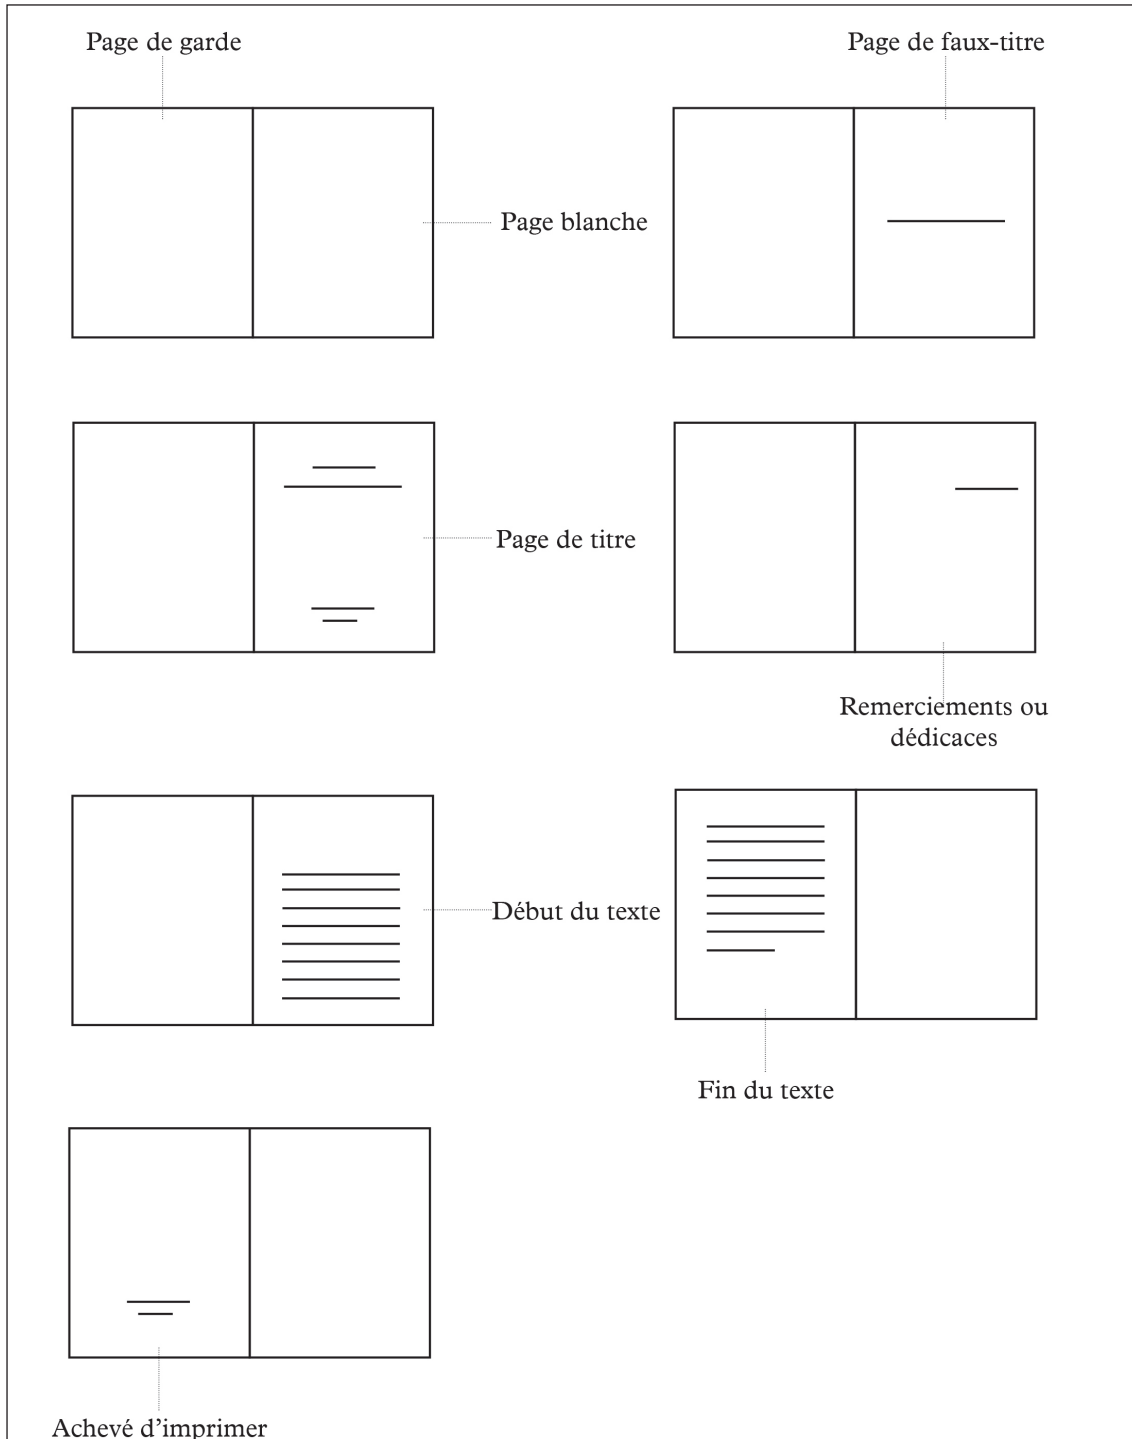 Page de garde
Page de faux-titre
Page blanche
Page de titre
Remerciements ou
dédicaces
Début du texte
Fin du texte
Achevé d’imprimer